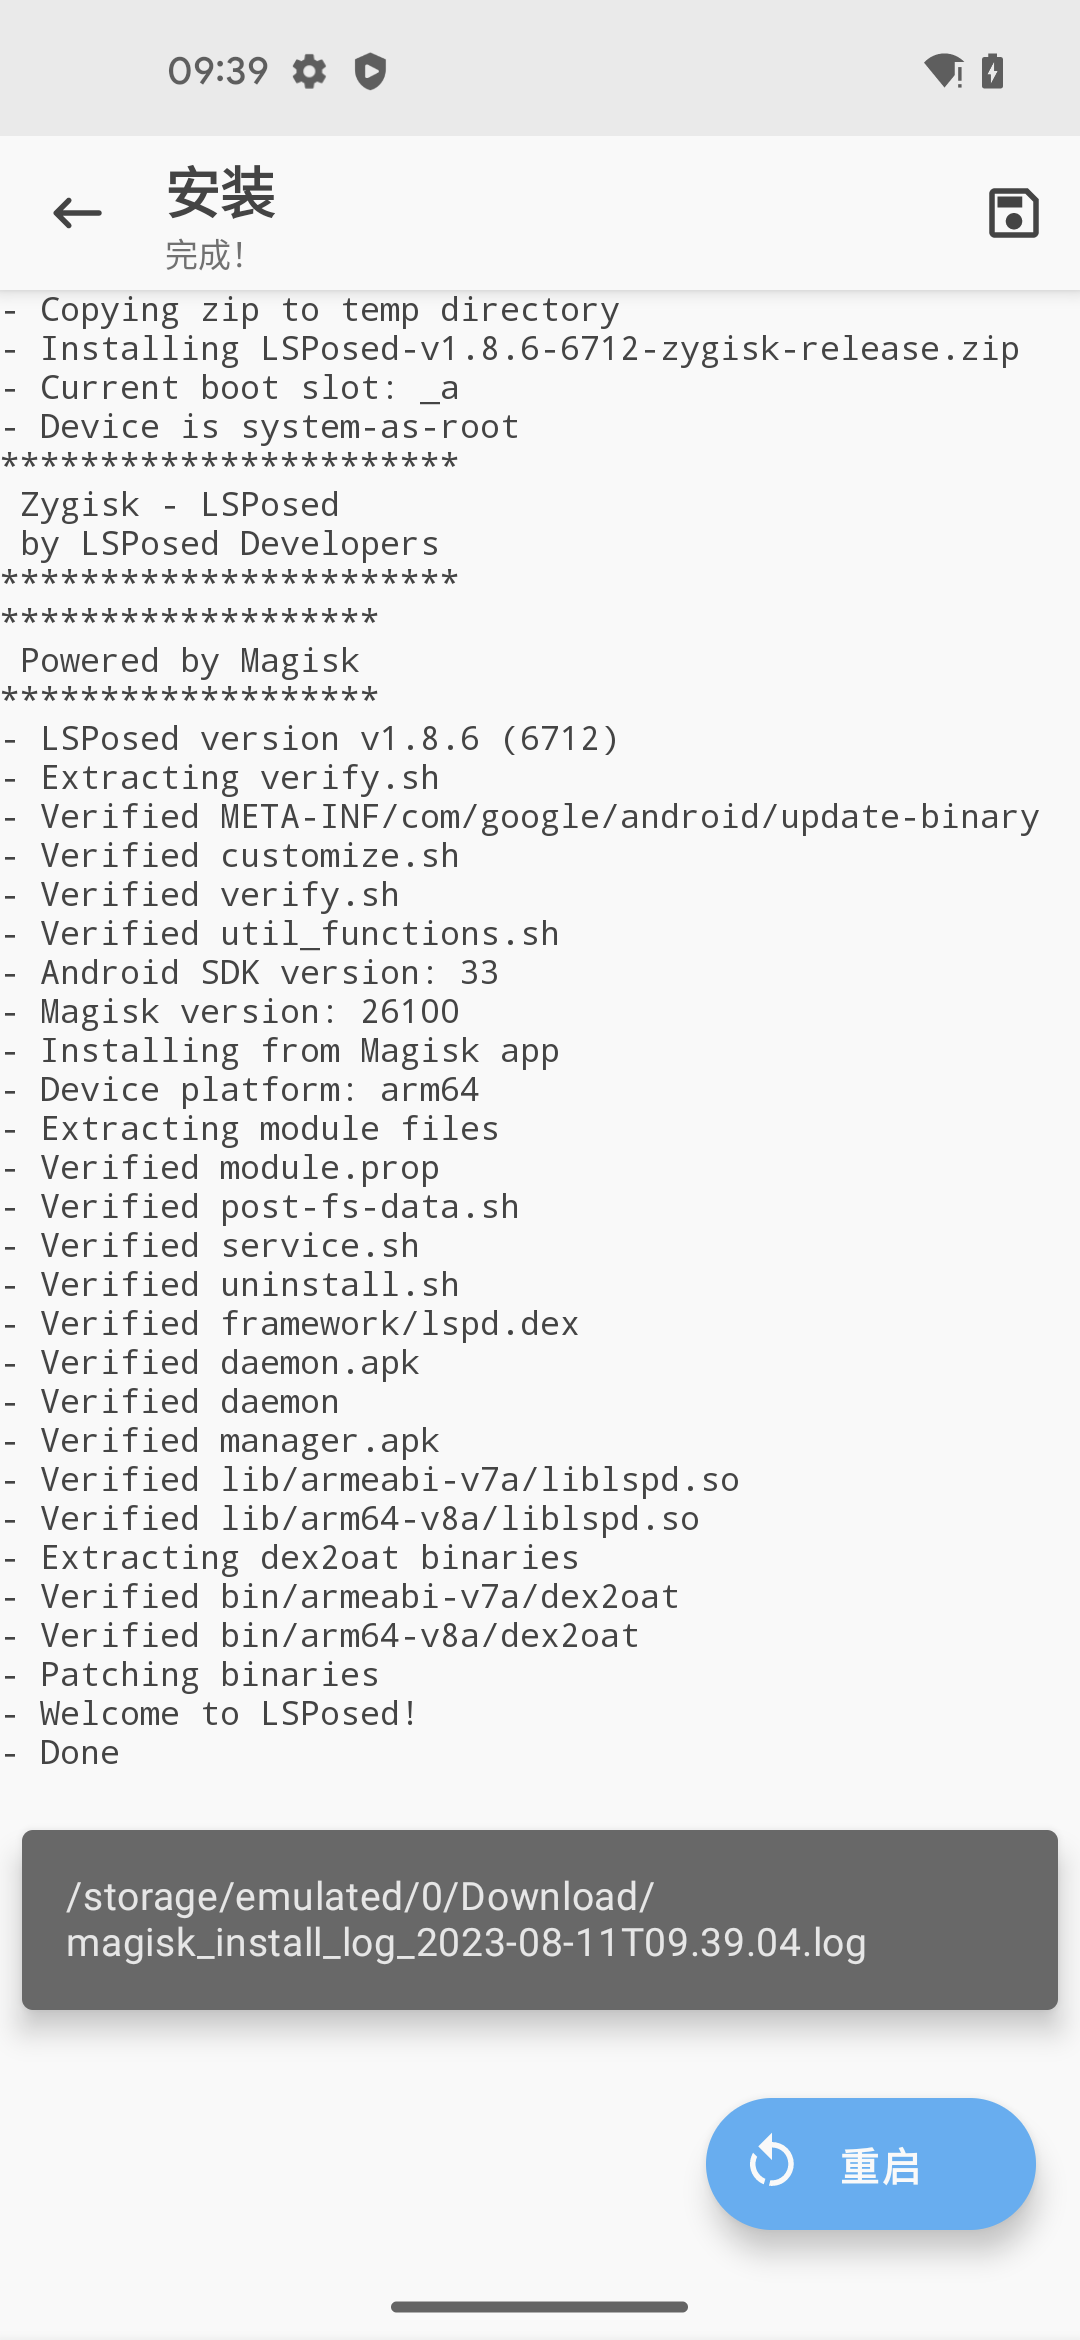 09:39
安装
完成！
- Copying zip to temp directory
- Installing LSPosed-v1.8.6-6712-zygisk-release.zip
- Current boot slot: _a
- Device is system-as-root
***********************
 Zygisk - LSPosed
 by LSPosed Developers
***********************
*******************
 Powered by Magisk
*******************
- LSPosed version v1.8.6 (6712)
- Extracting verify.sh
- Verified META-INF/com/google/android/update-binary
- Verified customize.sh
- Verified verify.sh
- Verified util_functions.sh
- Android SDK version: 33
- Magisk version: 26100
- Installing from Magisk app
- Device platform: arm64
- Extracting module files
- Verified module.prop
- Verified post-fs-data.sh
- Verified service.sh
- Verified uninstall.sh
- Verified framework/lspd.dex
- Verified daemon.apk
- Verified daemon
- Verified manager.apk
- Verified lib/armeabi-v7a/liblspd.so
- Verified lib/arm64-v8a/liblspd.so
- Extracting dex2oat binaries
- Verified bin/armeabi-v7a/dex2oat
- Verified bin/arm64-v8a/dex2oat
- Patching binaries
- Welcome to LSPosed!
- Done
/storage/emulated/0/Download/
magisk_install_log_2023-08-11T09.39.04.log
重启